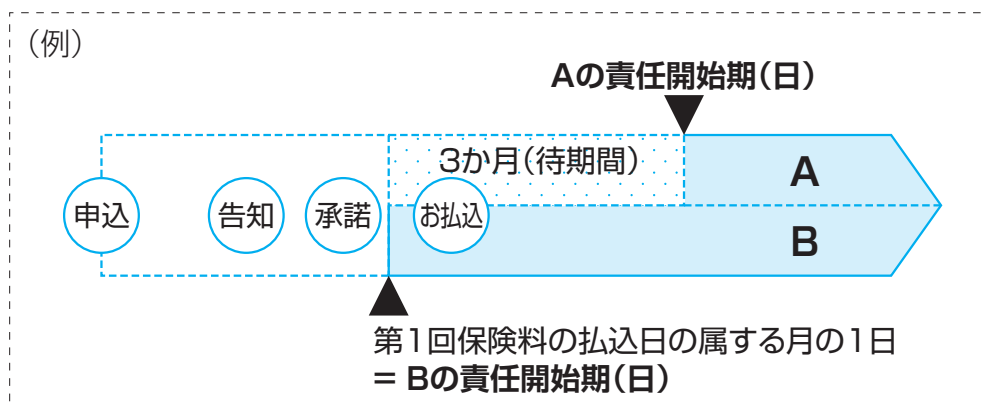 （例）
Aの責任開始期（日）
3か月（待期間）
A
申込
告知
承諾
お払込
B
第1回保険料の払込日の属する月の1日
= Bの責任開始期（日）